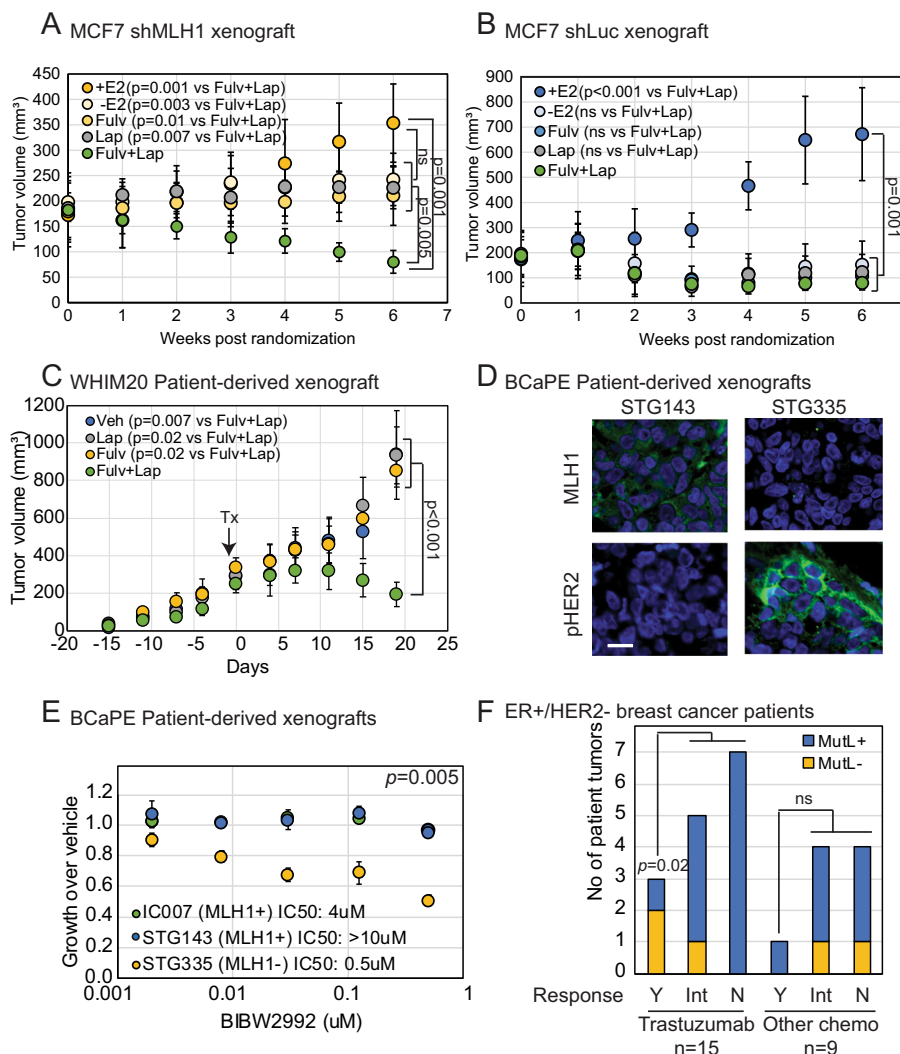 A MCF7 shMLH1 xenograft
Tumor volume (mm³)
450
400
350
300
250
200
150
100
50
0
+E2(p=0.001 vs Fulv+Lap)
-E2(p=0.003 vs Fulv+Lap)
Fulv (p=0.01 vs Fulv+Lap)
Lap (p=0.007 vs Fulv+Lap)
Fulv+Lap
ns
p=0.005
p=0.001
0 1 2 3 4 5 6 7
Weeks post randomization
B MCF7 shLuc xenograft
Tumor volume (mm³)
900
800
700
600
500
400
300
200
100
0
+E2(p<0.001 vs Fulv+Lap)
-E2(ns vs Fulv+Lap)
Fulv (ns vs Fulv+Lap)
Lap (ns vs Fulv+Lap)
Fulv+Lap
p=0.001
0 1 2 3 4 5 6
Weeks post randomization
C WHIM20 Patient-derived xenograft
Tumor volume (mm³)
1200
1000
800
600
400
200
0
Veh (p=0.007 vs Fulv+Lap)
Lap (p=0.02 vs Fulv+Lap)
Fulv (p=0.02 vs Fulv+Lap)
Fulv+Lap
Tx
p<0.001
-20 -15 -10 -5 0 5 10 15 20 25
Days
D BCaPE Patient-derived xenografts
STG143 STG335
MLH1
pHER2
E BCaPE Patient-derived xenografts
p=0.005
Growth over vehicle
1.2
1.0
0.8
0.6
0.4
0.2
0.0
IC007 (MLH1+) IC50: 4uM
STG143 (MLH1+) IC50: >10uM
STG335 (MLH1-) IC50: 0.5uM
0.001 0.01 0.1 1
BIBW2992 (uM)
F ER+/HER2- breast cancer patients
No of patient tumors
7
6
5
4
3
2
1
0
MutL+
MutL-
p=0.02
ns
Response Y Int N Y Int N
Trastuzumab Other chemo
n=15 n=9